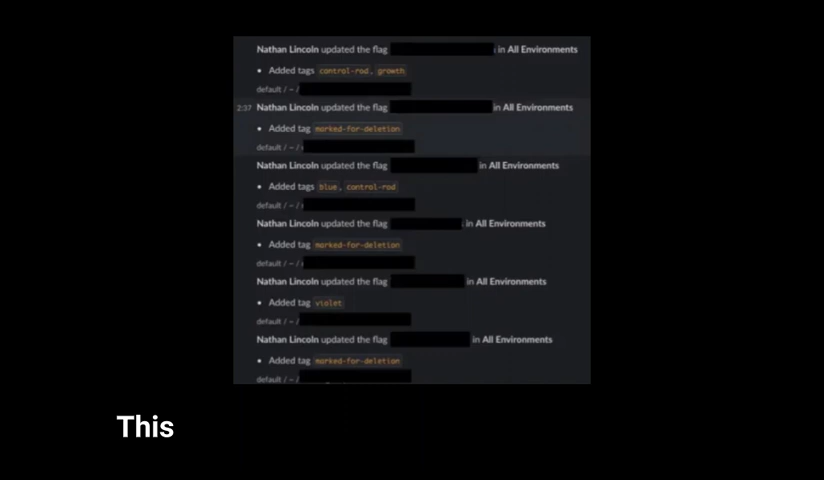 Nathan Lincoln updated the flag in All Environments
• Added tags control-rod, growth
default / ~ /
2:37 Nathan Lincoln updated the flag in All Environments
• Added tag marked-for-deletion
default / ~ /
Nathan Lincoln updated the flag in All Environments
• Added tags blue, control-rod
default / ~ /
Nathan Lincoln updated the flag in All Environments
• Added tag marked-for-deletion
default / ~ /
Nathan Lincoln updated the flag in All Environments
• Added tag violet
default / ~ /
Nathan Lincoln updated the flag in All Environments
• Added tag marked-for-deletion
default / ~ /
This